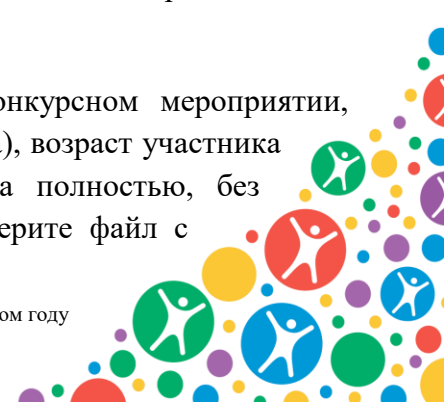 онкурсном мероприятии,
), возраст участника
а полностью, без
ерите файл с
ом году